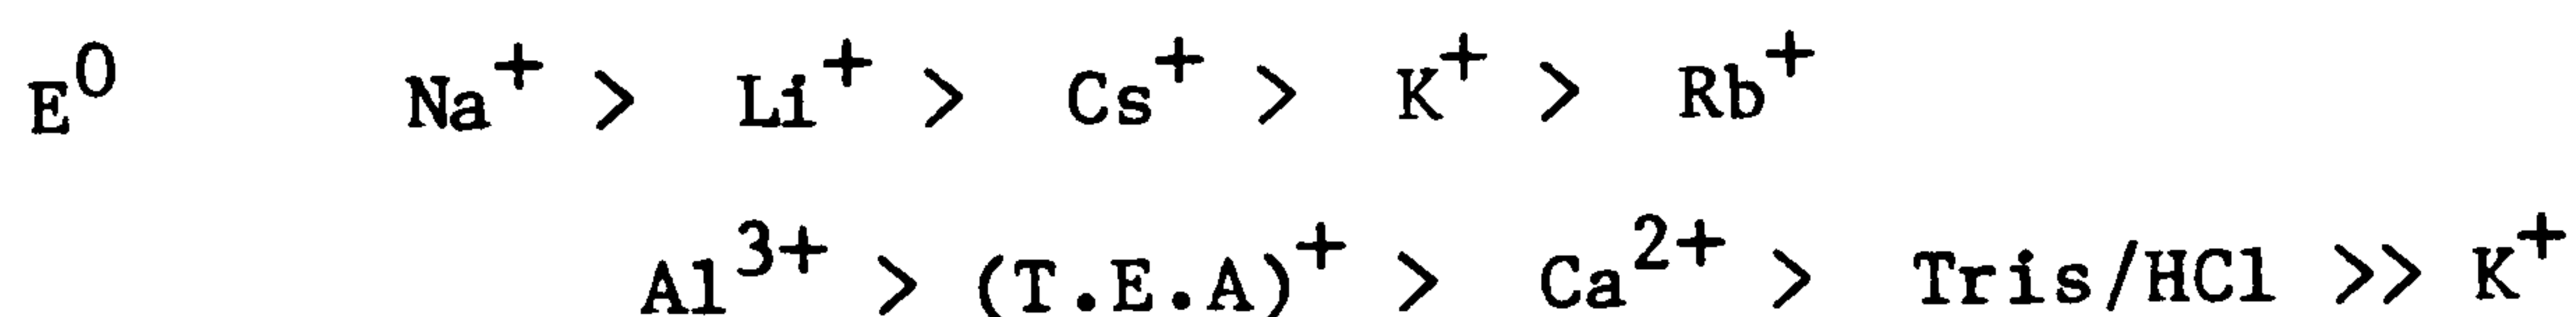 E⁰ Na⁺ > Li⁺ > Cs⁺ > K⁺ > Rb⁺
Al³⁺ > (T.E.A)⁺ > Ca²⁺ > Tris/HCl >> K⁺